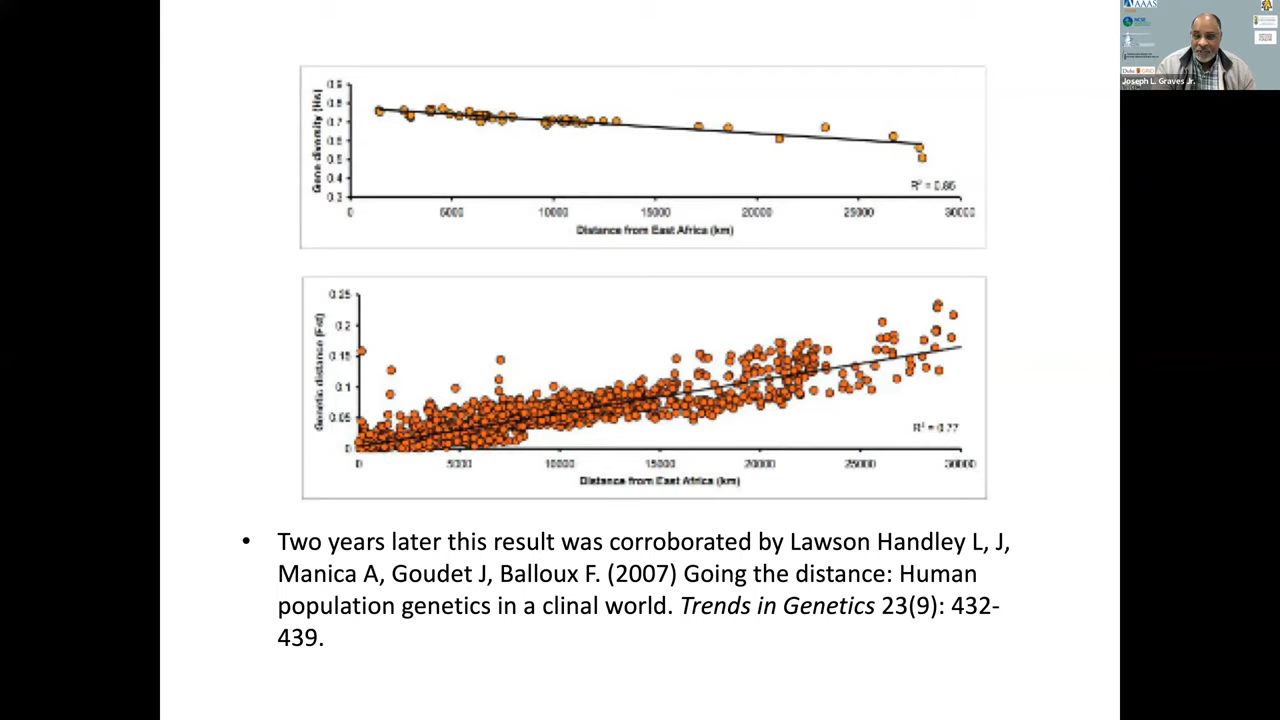 AAAS
NCSE
Duke
Joseph L. Graves Jr.
0.9
0.8
0.7
0.6
0.5
0.4
0.3
Gene diversity (Hs)
R² = 0.86
0
5000
10000
15000
20000
25000
30000
Distance from East Africa (km)
0.25
0.2
0.15
0.1
0.05
0
Genetic distance (Fst)
R² = 0.77
0
5000
10000
15000
20000
25000
30000
Distance from East Africa (km)
• Two years later this result was corroborated by Lawson Handley L, J,
Manica A, Goudet J, Balloux F. (2007) Going the distance: Human
population genetics in a clinal world. Trends in Genetics 23(9): 432-
439.